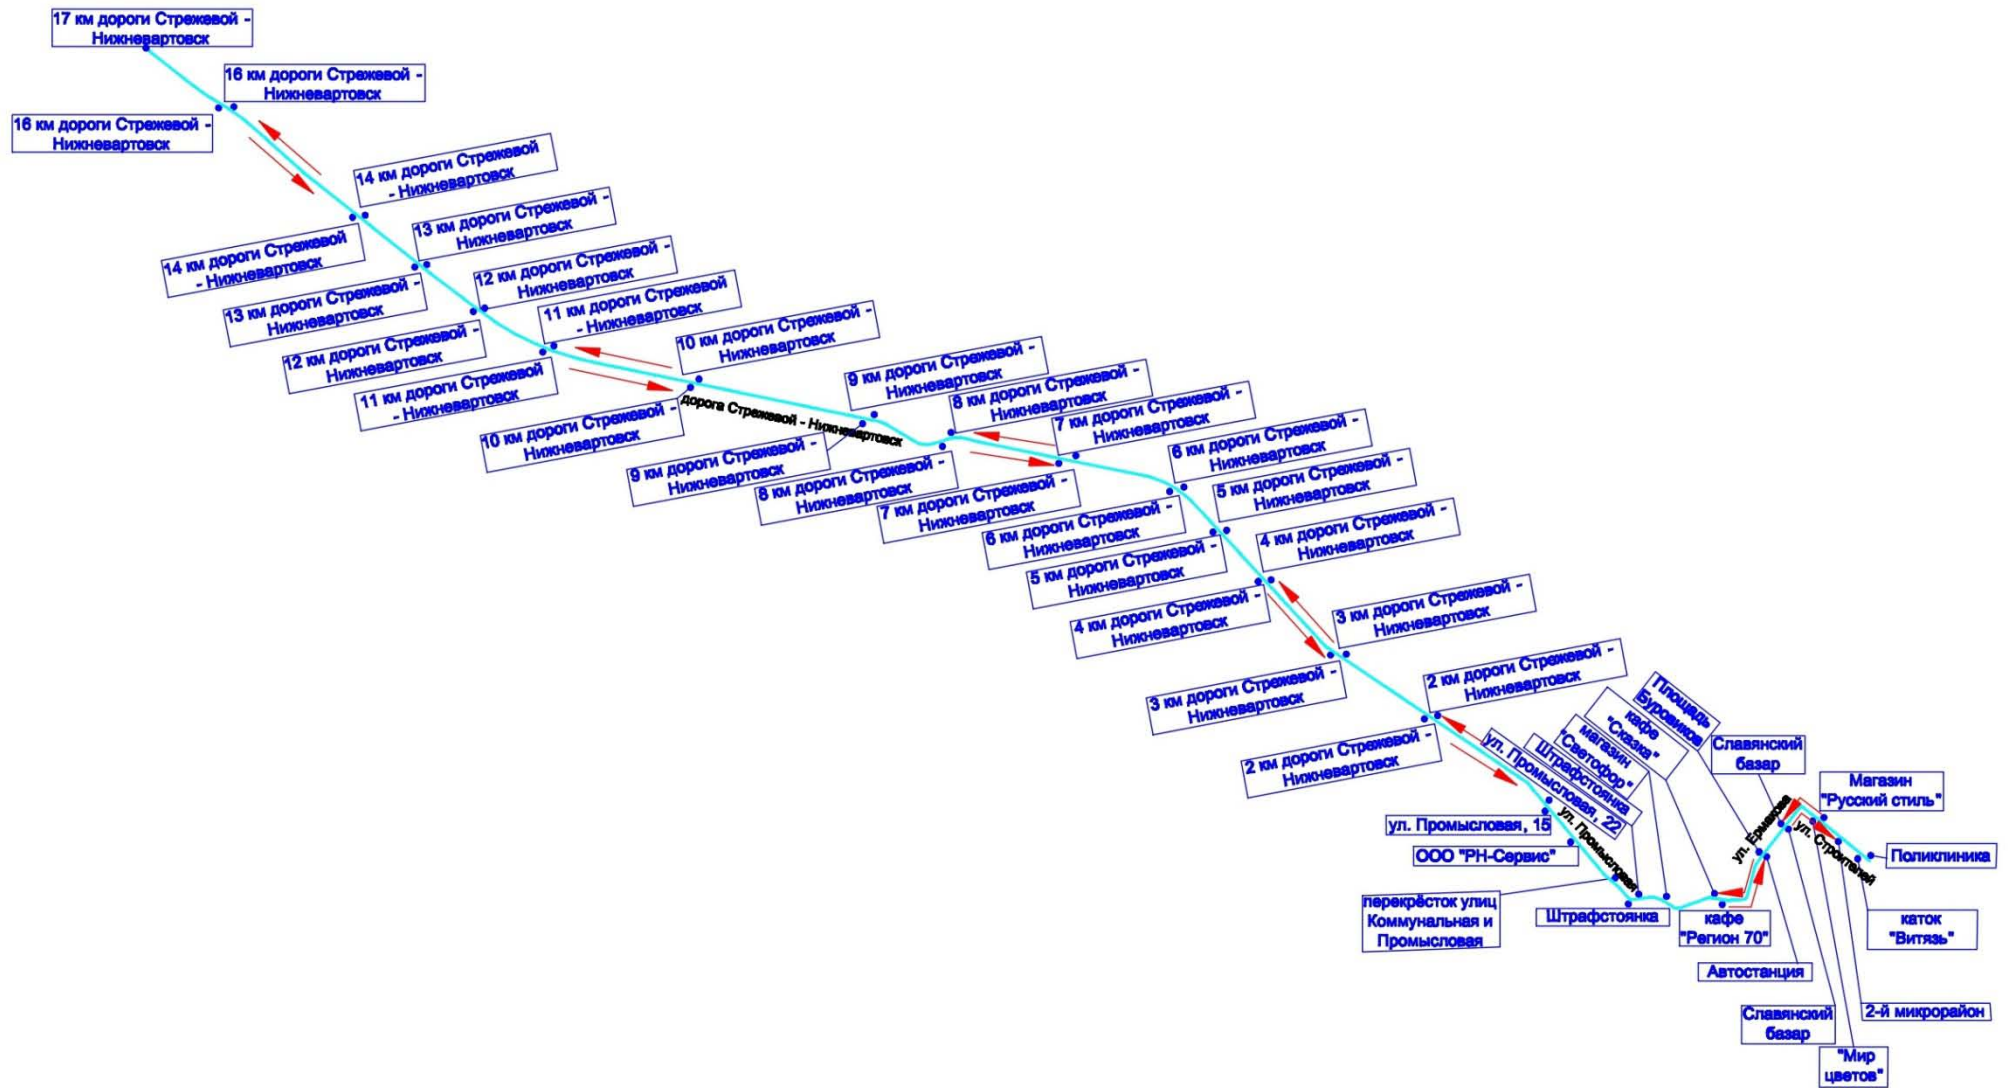 17 км дороги Стрежевой -
Нижневартовск
16 км дороги Стрежевой -
Нижневартовск
16 км дороги Стрежевой -
Нижневартовск
14 км дороги Стрежевой
- Нижневартовск
14 км дороги Стрежевой
- Нижневартовск
13 км дороги Стрежевой -
Нижневартовск
13 км дороги Стрежевой -
Нижневартовск
12 км дороги Стрежевой -
Нижневартовск
12 км дороги Стрежевой -
Нижневартовск
11 км дороги Стрежевой
- Нижневартовск
11 км дороги Стрежевой
- Нижневартовск
10 км дороги Стрежевой -
Нижневартовск
10 км дороги Стрежевой -
Нижневартовск
дорога Стрежевой - Нижневартовск
9 км дороги Стрежевой -
Нижневартовск
9 км дороги Стрежевой -
Нижневартовск
8 км дороги Стрежевой -
Нижневартовск
8 км дороги Стрежевой -
Нижневартовск
7 км дороги Стрежевой -
Нижневартовск
7 км дороги Стрежевой -
Нижневартовск
6 км дороги Стрежевой -
Нижневартовск
6 км дороги Стрежевой -
Нижневартовск
5 км дороги Стрежевой -
Нижневартовск
5 км дороги Стрежевой -
Нижневартовск
4 км дороги Стрежевой -
Нижневартовск
4 км дороги Стрежевой -
Нижневартовск
3 км дороги Стрежевой -
Нижневартовск
3 км дороги Стрежевой -
Нижневартовск
2 км дороги Стрежевой -
Нижневартовск
2 км дороги Стрежевой -
Нижневартовск
ул. Промысловая, 22
Штрафстоянка
магазин
"Светофор"
кафе
"Сказка"
Площадь
Буровиков
Славянский
базар
Магазин
"Русский стиль"
ул. Промысловая, 15
ул. Промысловая
ООО "РН-Сервис"
перекрёсток улиц
Коммунальная и
Промысловая
Штрафстоянка
кафе
"Регион 70"
ул. Ермакова
ул. Строителей
Поликлиника
каток
"Витязь"
Автостанция
Славянский
базар
2-й микрорайон
"Мир
цветов"